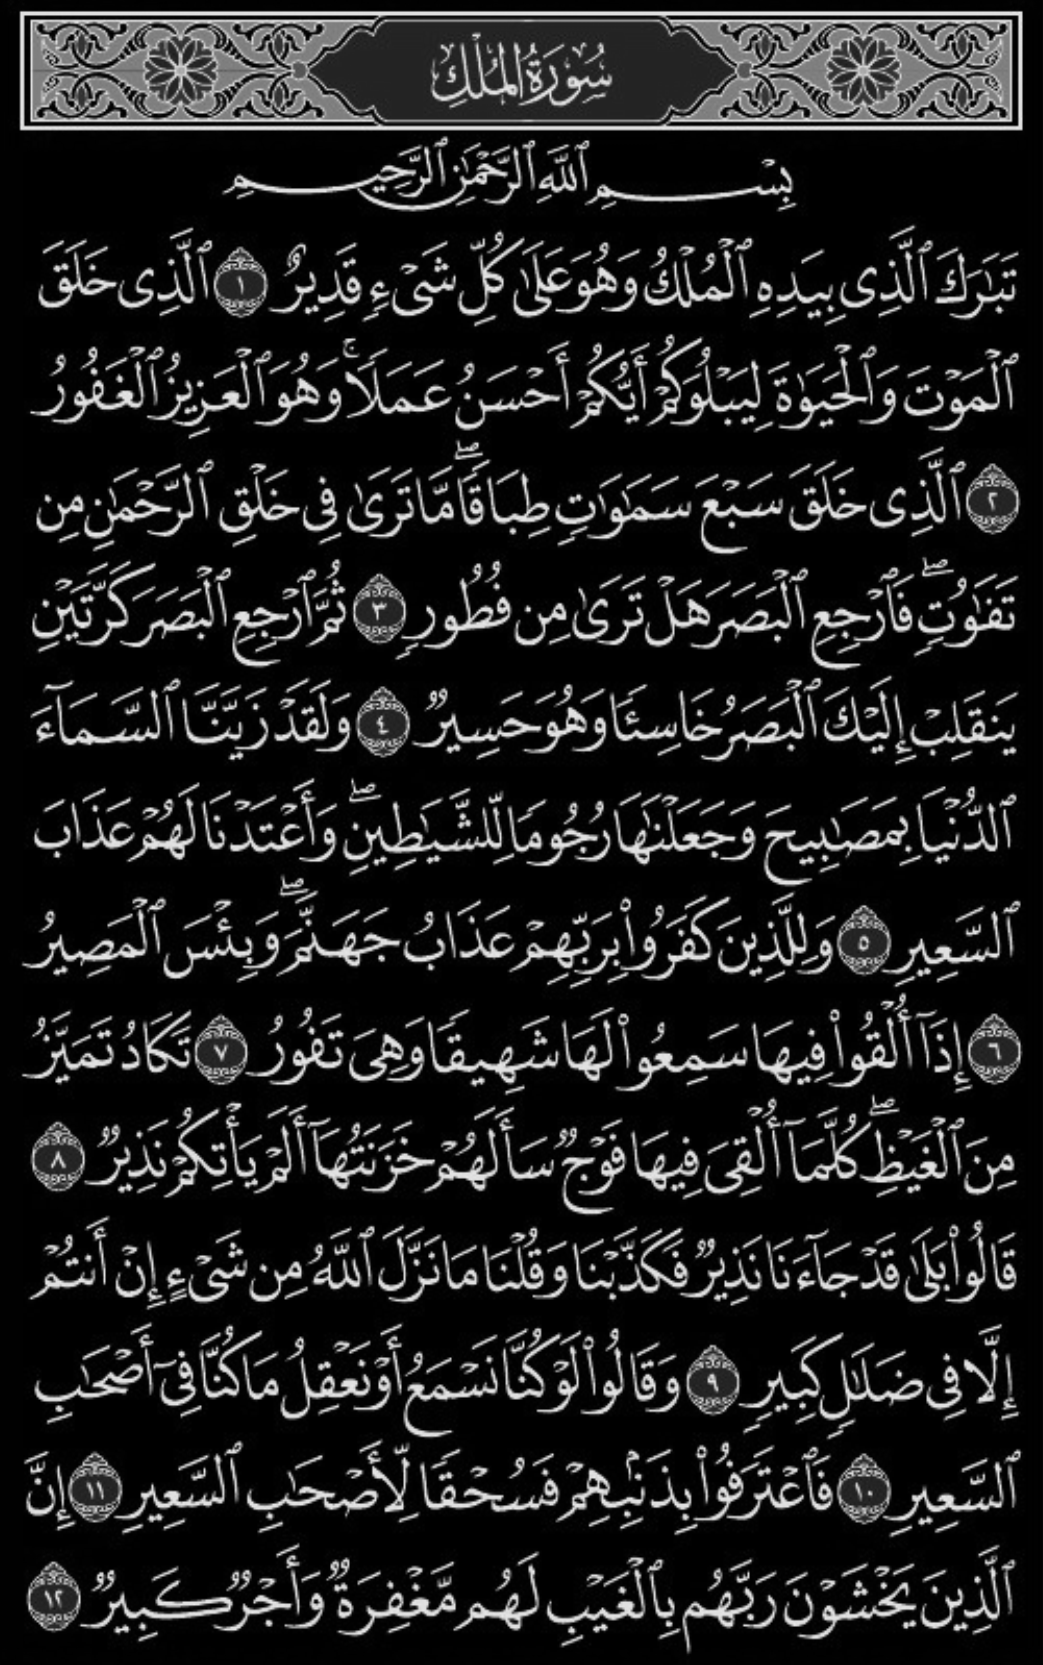 سُورَةُ الْمُلْكِ
بِسْمِ ٱللَّهِ ٱلرَّحْمَٰنِ ٱلرَّحِيمِ
تَبَٰرَكَ ٱلَّذِى بِيَدِهِ ٱلْمُلْكُ وَهُوَ عَلَىٰ كُلِّ شَىْءٍ قَدِيرٌ ١ ٱلَّذِى خَلَقَ
ٱلْمَوْتَ وَٱلْحَيَوٰةَ لِيَبْلُوَكُمْ أَيُّكُمْ أَحْسَنُ عَمَلًا ۚ وَهُوَ ٱلْعَزِيزُ ٱلْغَفُورُ
٢ ٱلَّذِى خَلَقَ سَبْعَ سَمَٰوَٰتٍ طِبَاقًا ۖ مَّا تَرَىٰ فِى خَلْقِ ٱلرَّحْمَٰنِ مِن
تَفَٰوُتٍ ۖ فَٱرْجِعِ ٱلْبَصَرَ هَلْ تَرَىٰ مِن فُطُورٍ ٣ ثُمَّ ٱرْجِعِ ٱلْبَصَرَ كَرَّتَيْنِ
يَنقَلِبْ إِلَيْكَ ٱلْبَصَرُ خَاسِئًا وَهُوَ حَسِيرٌ ٤ وَلَقَدْ زَيَّنَّا ٱلسَّمَآءَ
ٱلدُّنْيَا بِمَصَٰبِيحَ وَجَعَلْنَٰهَا رُجُومًا لِّلشَّيَٰطِينِ ۖ وَأَعْتَدْنَا لَهُمْ عَذَابَ
ٱلسَّعِيرِ ٥ وَلِلَّذِينَ كَفَرُوا۟ بِرَبِّهِمْ عَذَابُ جَهَنَّمَ ۖ وَبِئْسَ ٱلْمَصِيرُ
٦ إِذَآ أُلْقُوا۟ فِيهَا سَمِعُوا۟ لَهَا شَهِيقًا وَهِىَ تَفُورُ ٧ تَكَادُ تَمَيَّزُ
مِنَ ٱلْغَيْظِ ۖ كُلَّمَآ أُلْقِىَ فِيهَا فَوْجٌ سَأَلَهُمْ خَزَنَتُهَآ أَلَمْ يَأْتِكُمْ نَذِيرٌ ٨
قَالُوا۟ بَلَىٰ قَدْ جَآءَنَا نَذِيرٌ فَكَذَّبْنَا وَقُلْنَا مَا نَزَّلَ ٱللَّهُ مِن شَىْءٍ إِنْ أَنتُمْ
إِلَّا فِى ضَلَٰلٍ كَبِيرٍ ٩ وَقَالُوا۟ لَوْ كُنَّا نَسْمَعُ أَوْ نَعْقِلُ مَا كُنَّا فِىٓ أَصْحَٰبِ
ٱلسَّعِيرِ ١٠ فَٱعْتَرَفُوا۟ بِذَنۢبِهِمْ فَسُحْقًا لِّأَصْحَٰبِ ٱلسَّعِيرِ ١١ إِنَّ
ٱلَّذِينَ يَخْشَوْنَ رَبَّهُم بِٱلْغَيْبِ لَهُم مَّغْفِرَةٌ وَأَجْرٌ كَبِيرٌ ١٢